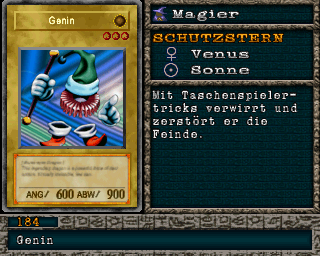 Genin
ANG/ 600 ABW/ 900
Magier
SCHUTZSTERN
Venus
Sonne
Mit Taschenspieler-
tricks verwirrt und
zerstört er die
Feinde.
184
Genin